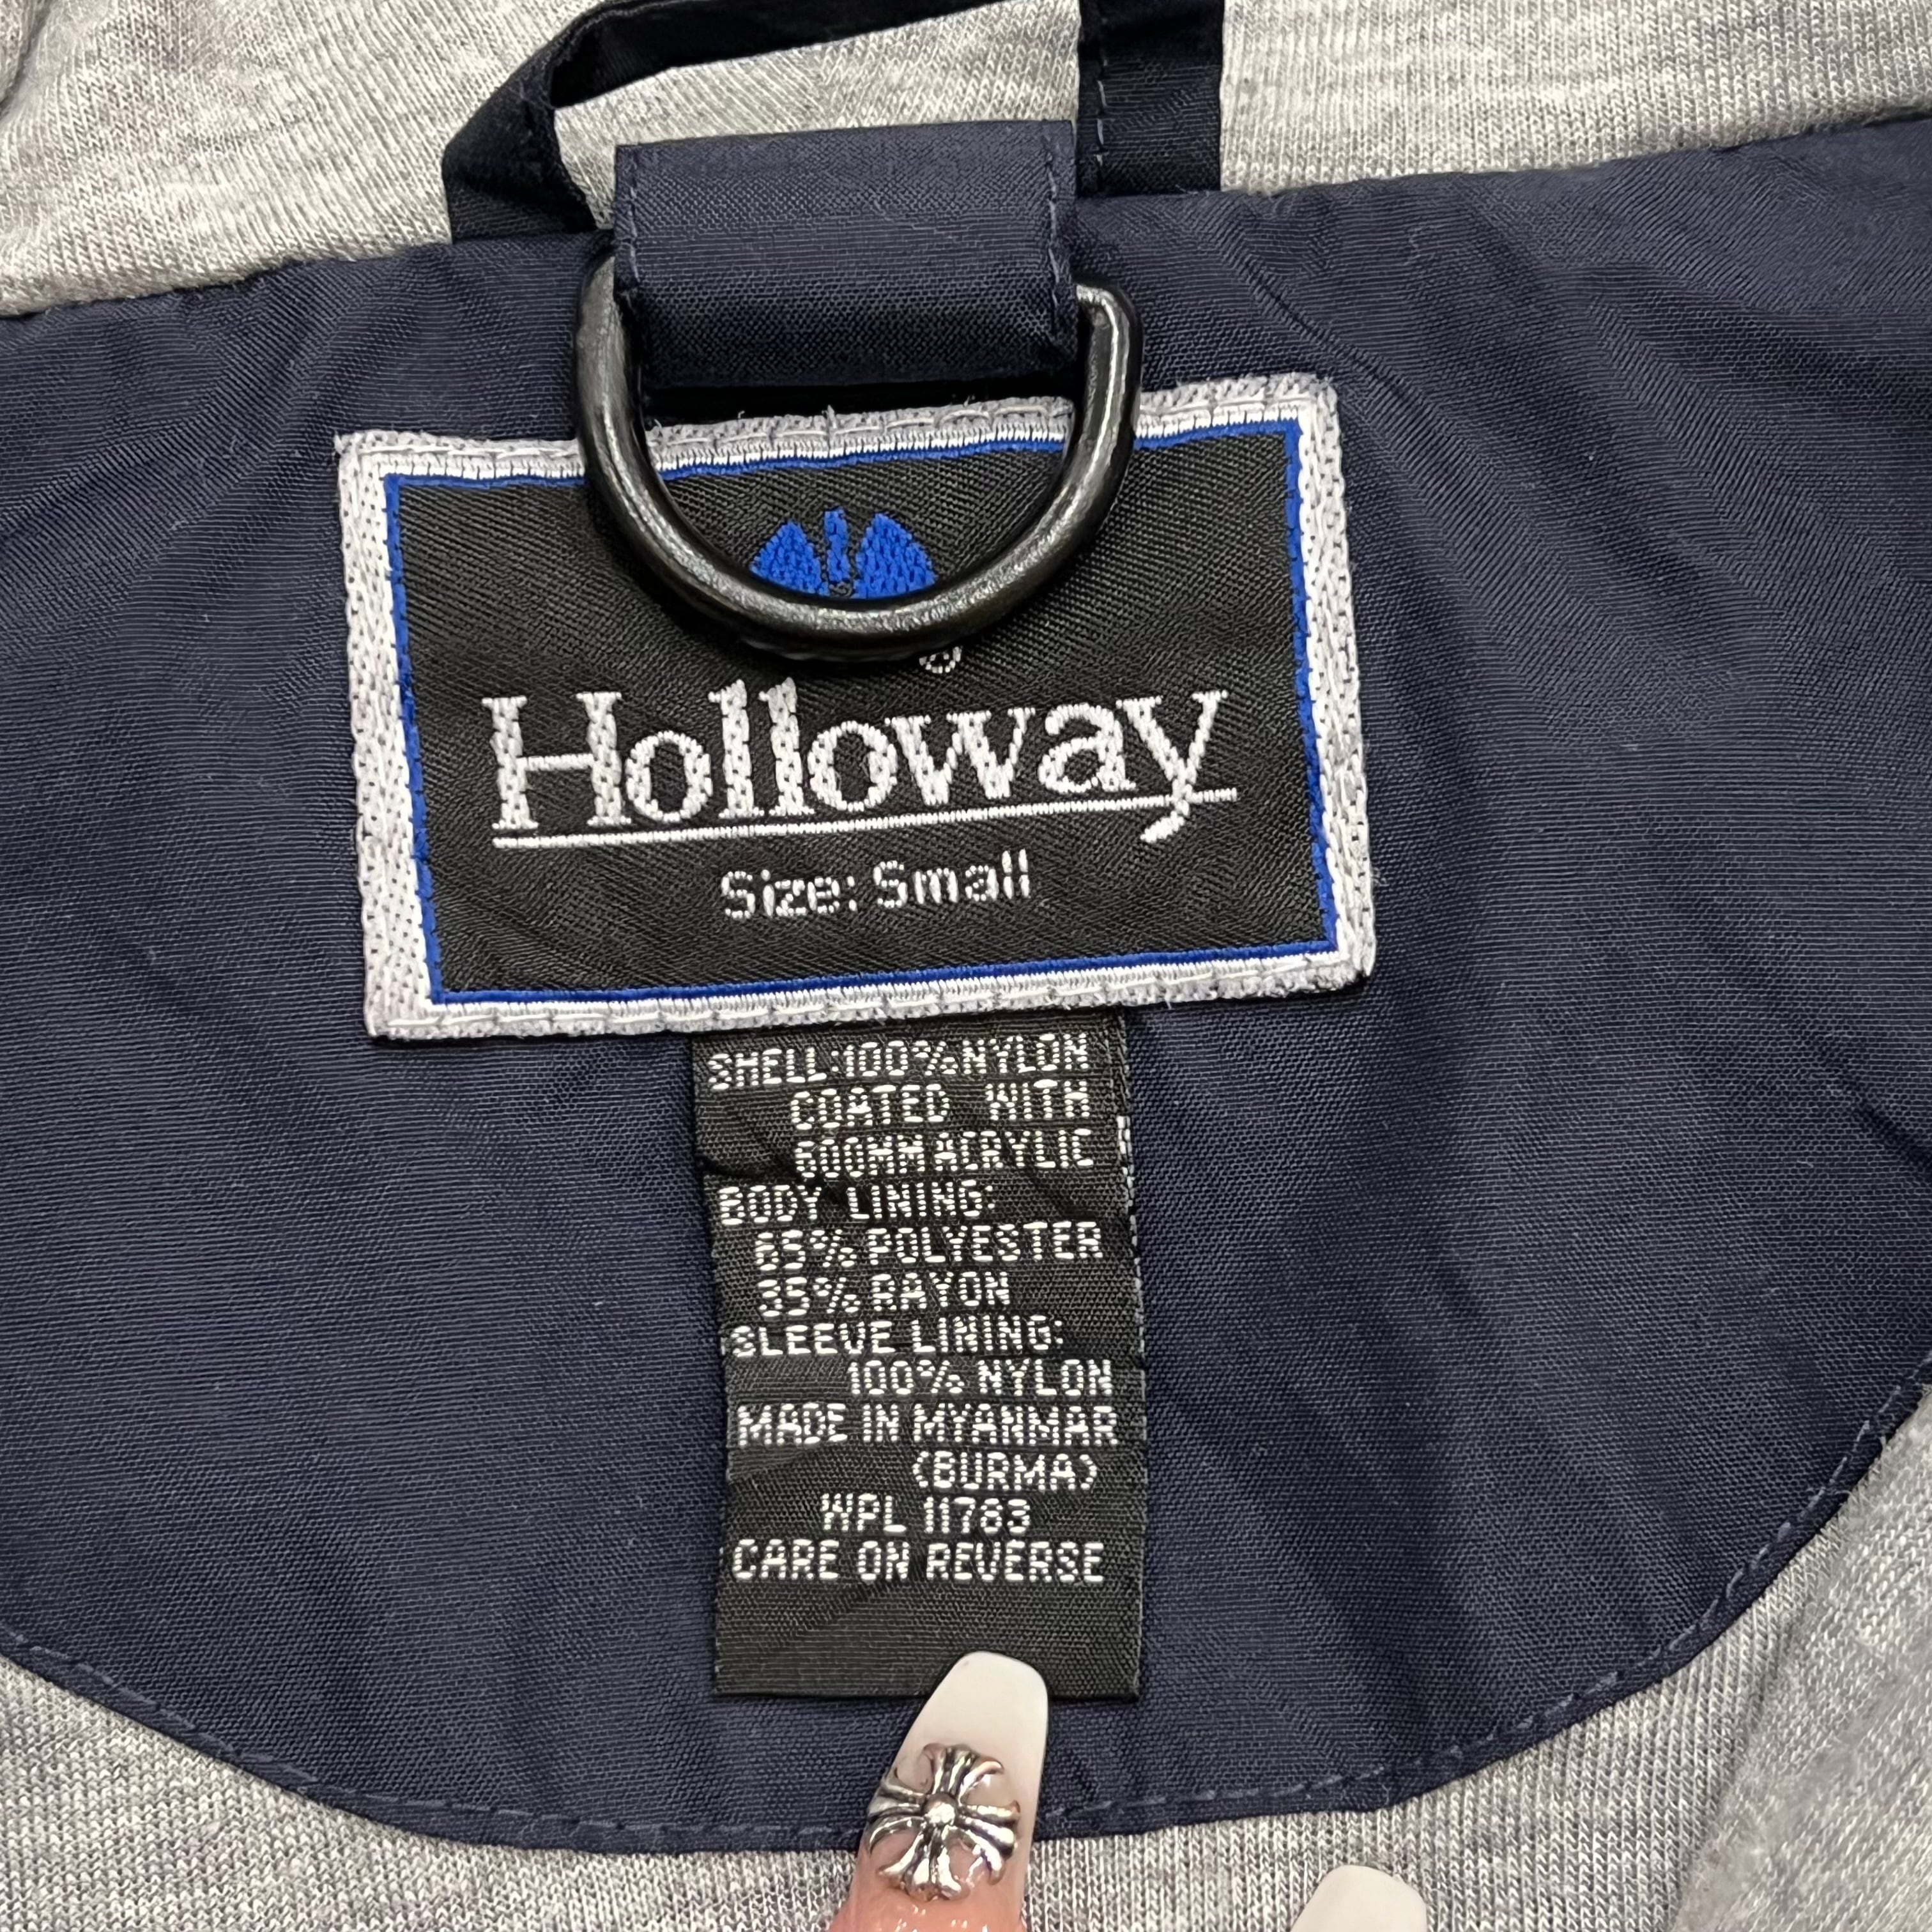 ®
Holloway
Size: Small
SHELL:100%NYLON
COATED WITH
600MM ACRYLIC
BODY LINING:
65% POLYESTER
35% RAYON
SLEEVE LINING:
100% NYLON
MADE IN MYANMAR
(BURMA)
WPL 11783
CARE ON REVERSE